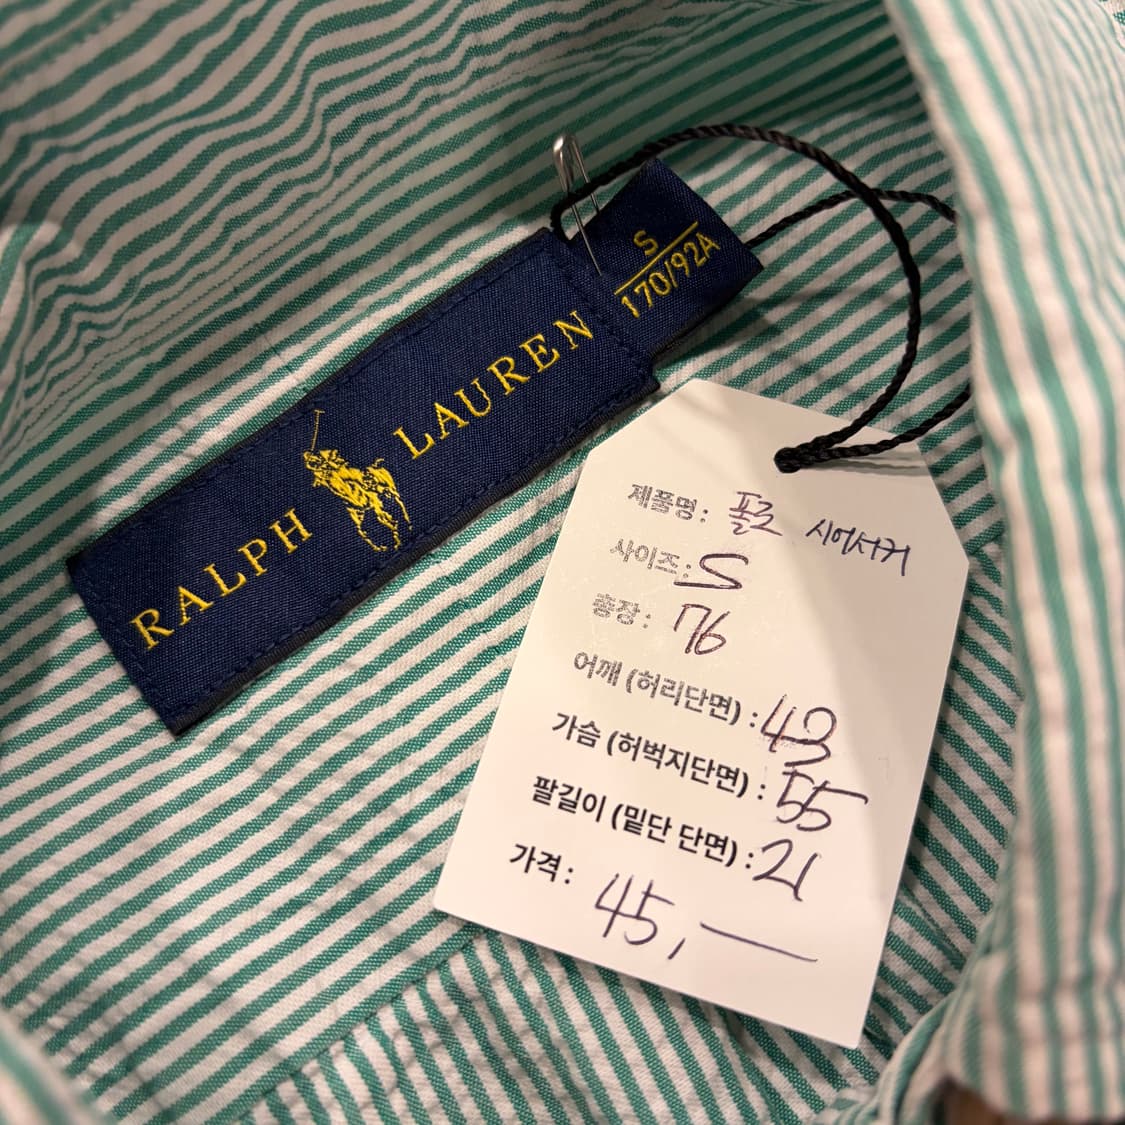 RALPH LAUREN
S
170/92A
제품명: 폴로 시어서커
사이즈: S
총장: 76
어깨 (허리단면) : 43
가슴 (허벅지단면) : 55
팔길이 (밑단 단면) : 21
가격: 45,—